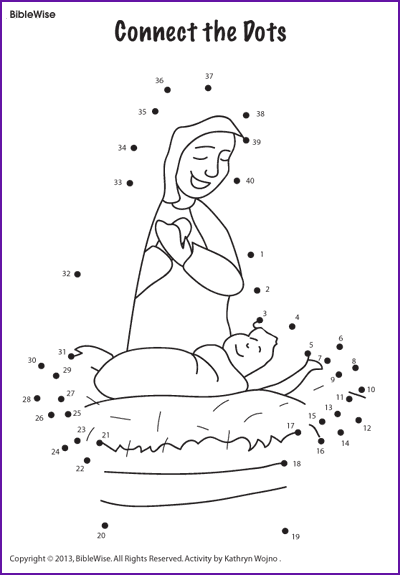 BibleWise
Connect the Dots
36 37
35 38
39
34
33 40
1
32 2
3 4
31 5 6
30 7 8
29 9
10
28 27 11
26 25 13 12
15
23 21 17 14
24 16
22 18
20 19
Copyright © 2013, BibleWise. All Rights Reserved. Activity by Kathryn Wojno .